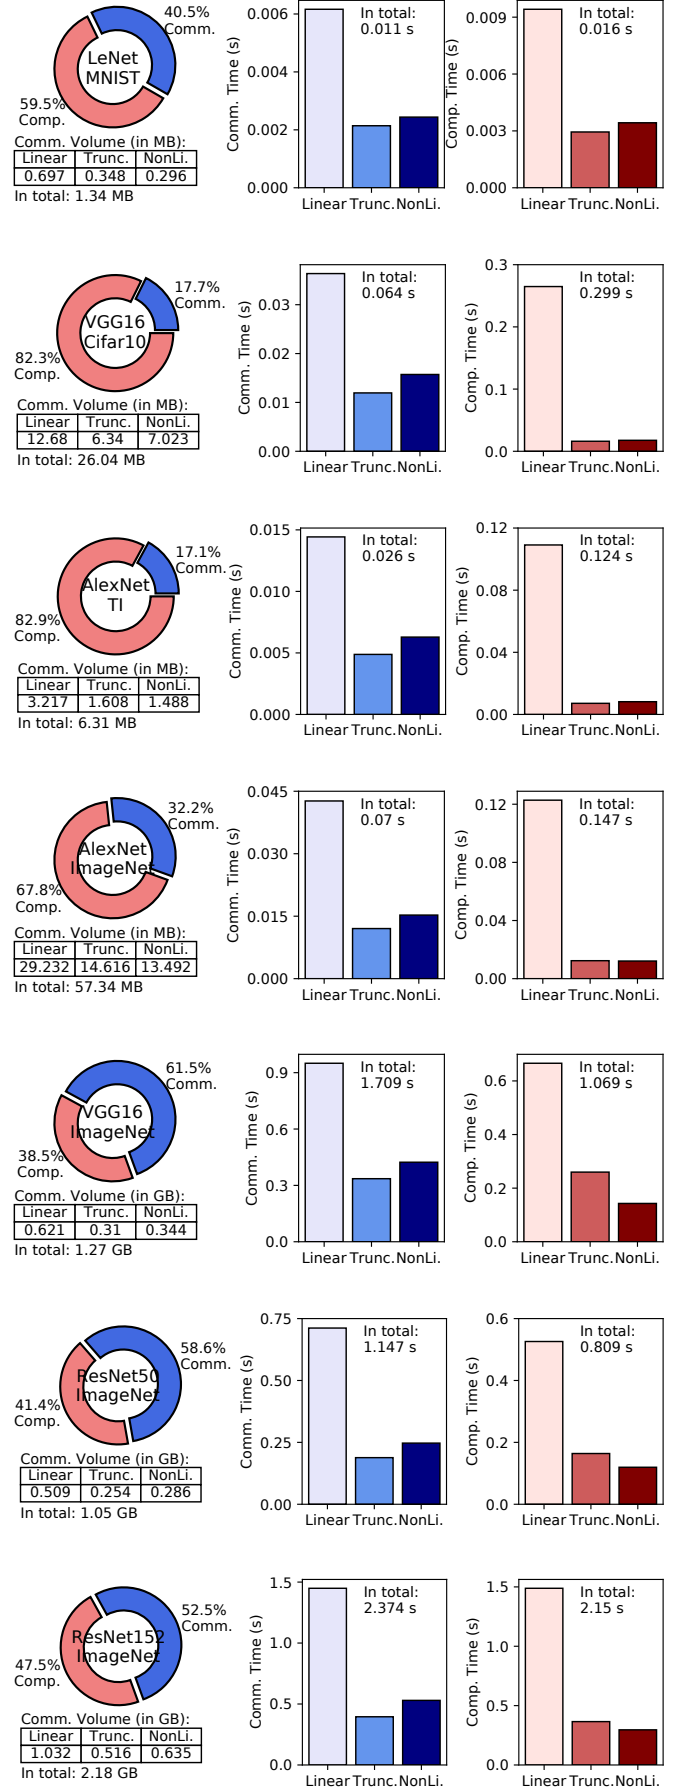 40.5%
Comm.
LeNet
MNIST
59.5%
Comp.
Comm. Volume (in MB):
Linear Trunc. NonLi.
0.697 0.348 0.296
In total: 1.34 MB
Comm. Time (s)
0.006
0.004
0.002
0.000
In total:
0.011 s
Linear Trunc. NonLi.
Comp. Time (s)
0.009
0.006
0.003
0.000
In total:
0.016 s
Linear Trunc. NonLi.
17.7%
Comm.
VGG16
Cifar10
82.3%
Comp.
Comm. Volume (in MB):
Linear Trunc. NonLi.
12.68 6.34 7.023
In total: 26.04 MB
Comm. Time (s)
0.03
0.02
0.01
0.00
In total:
0.064 s
Linear Trunc. NonLi.
Comp. Time (s)
0.3
0.2
0.1
0.0
In total:
0.299 s
Linear Trunc. NonLi.
17.1%
Comm.
AlexNet
TI
82.9%
Comp.
Comm. Volume (in MB):
Linear Trunc. NonLi.
3.217 1.608 1.488
In total: 6.31 MB
Comm. Time (s)
0.015
0.010
0.005
0.000
In total:
0.026 s
Linear Trunc. NonLi.
Comp. Time (s)
0.12
0.08
0.04
0.00
In total:
0.124 s
Linear Trunc. NonLi.
32.2%
Comm.
AlexNet
ImageNet
67.8%
Comp.
Comm. Volume (in MB):
Linear Trunc. NonLi.
29.232 14.616 13.492
In total: 57.34 MB
Comm. Time (s)
0.045
0.030
0.015
0.000
In total:
0.07 s
Linear Trunc. NonLi.
Comp. Time (s)
0.12
0.08
0.04
0.00
In total:
0.147 s
Linear Trunc. NonLi.
61.5%
Comm.
VGG16
ImageNet
38.5%
Comp.
Comm. Volume (in GB):
Linear Trunc. NonLi.
0.621 0.31 0.344
In total: 1.27 GB
Comm. Time (s)
0.9
0.6
0.3
0.0
In total:
1.709 s
Linear Trunc. NonLi.
Comp. Time (s)
0.6
0.4
0.2
0.0
In total:
1.069 s
Linear Trunc. NonLi.
58.6%
Comm.
ResNet50
ImageNet
41.4%
Comp.
Comm. Volume (in GB):
Linear Trunc. NonLi.
0.509 0.254 0.286
In total: 1.05 GB
Comm. Time (s)
0.75
0.50
0.25
0.00
In total:
1.147 s
Linear Trunc. NonLi.
Comp. Time (s)
0.6
0.4
0.2
0.0
In total:
0.809 s
Linear Trunc. NonLi.
52.5%
Comm.
ResNet152
ImageNet
47.5%
Comp.
Comm. Volume (in GB):
Linear Trunc. NonLi.
1.032 0.516 0.635
In total: 2.18 GB
Comm. Time (s)
1.5
1.0
0.5
0.0
In total:
2.374 s
Linear Trunc. NonLi.
Comp. Time (s)
1.5
1.0
0.5
0.0
In total:
2.15 s
Linear Trunc. NonLi.